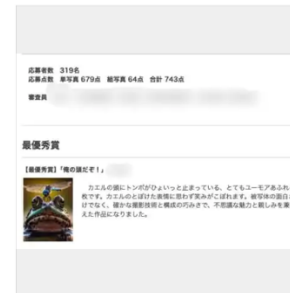 応募者数 319名
応募点数 単写真 679点 組写真 64点 合計 743点
審査員
最優秀賞
【最優秀賞】「俺の頭だぞ！」
カエルの頭にトンボがひょいっと止まっている、とてもユーモアあふれ
枚です。カエルのとぼけた表情に思わず笑みがこぼれます。被写体の面白
けでなく、確かな撮影技術と構成の巧みさで、不思議な魅力と親しみを兼
えた作品になりました。